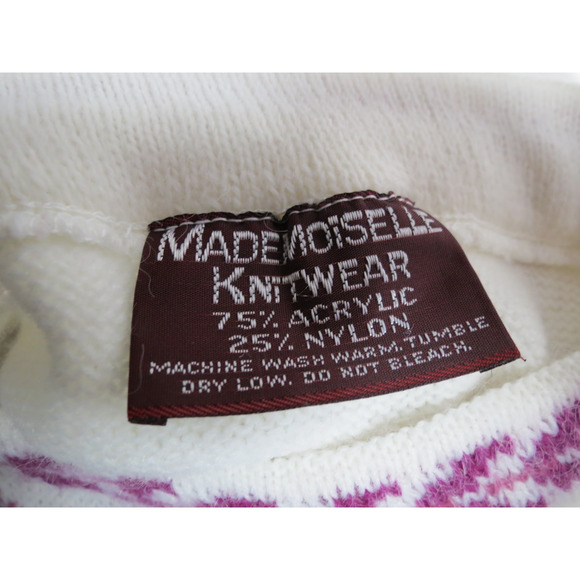 MADEMOISELLE
KNITWEAR
75% ACRYLIC
25% NYLON
MACHINE WASH WARM. TUMBLE
DRY LOW. DO NOT BLEACH.